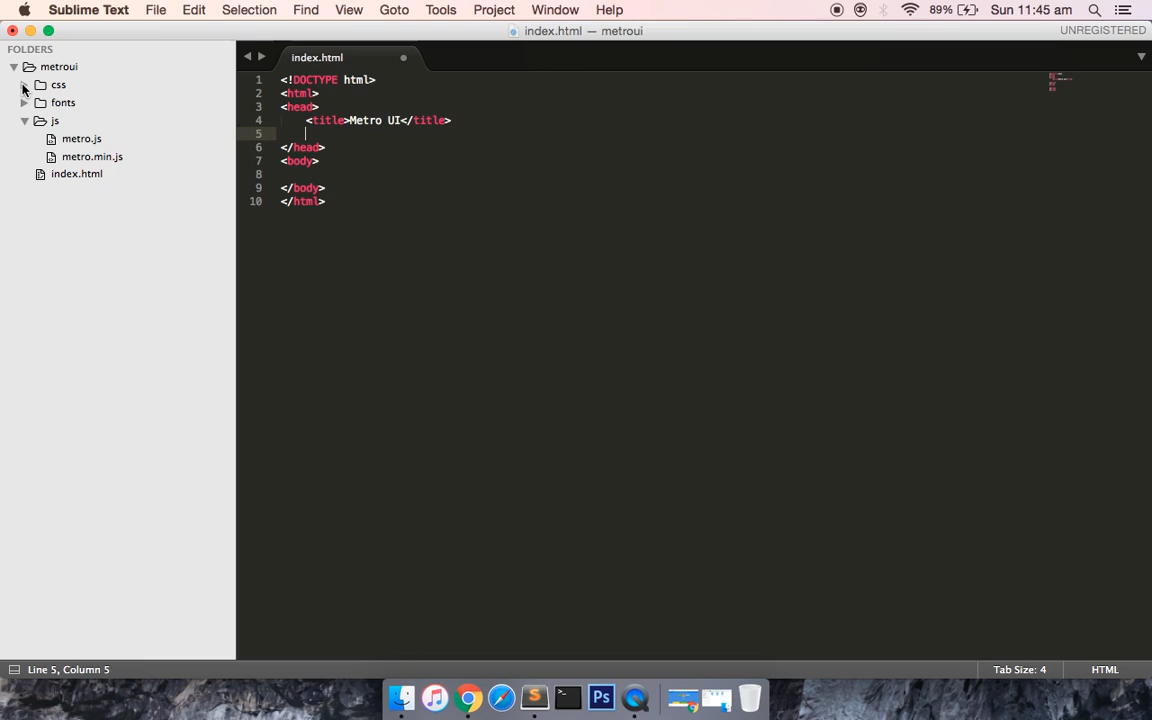 Sublime Text File Edit Selection Find View Goto Tools Project Window Help 89% Sun 11:45 am
index.html — metroui UNREGISTERED
FOLDERS
metroui
css
fonts
js
metro.js
metro.min.js
index.html
index.html
1 <!DOCTYPE html>
2 <html>
3 <head>
4 <title>Metro UI</title>
5
6 </head>
7 <body>
8
9 </body>
10 </html>
Line 5, Column 5 Tab Size: 4 HTML
S
Ps